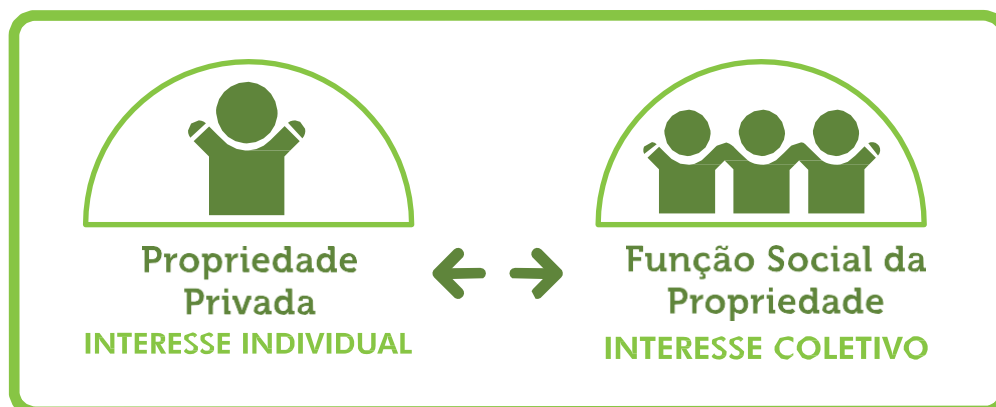 Propriedade
Privada
INTERESSE INDIVIDUAL
Função Social da
Propriedade
INTERESSE COLETIVO